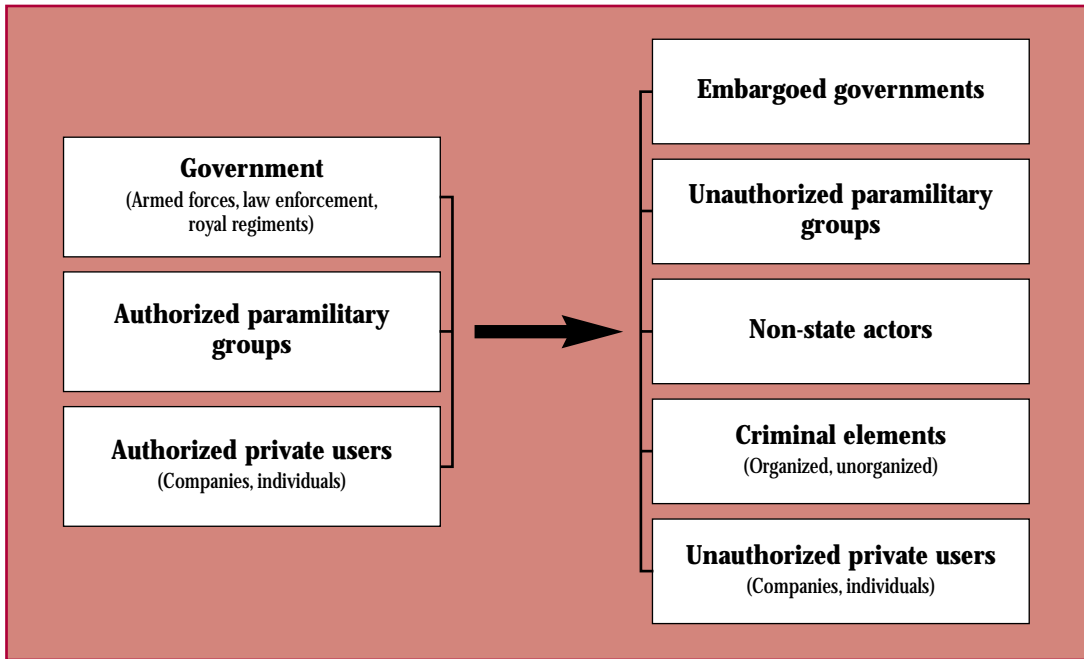 Government
(Armed forces, law enforcement,
royal regiments)
Authorized paramilitary
groups
Authorized private users
(Companies, individuals)
Embargoed governments
Unauthorized paramilitary
groups
Non-state actors
Criminal elements
(Organized, unorganized)
Unauthorized private users
(Companies, individuals)